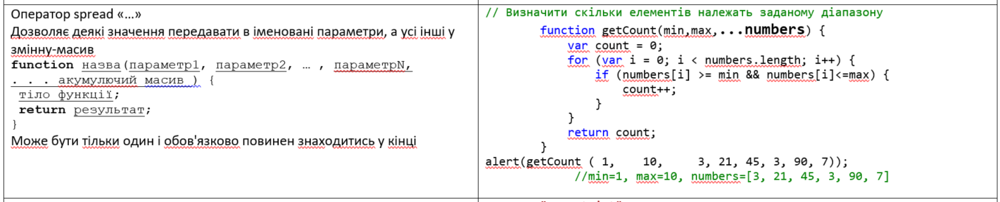 Оператор spread «…»
Дозволяє деякі значення передавати в іменовані параметри, а усі інші у
змінну-масив
function назва(параметр1, параметр2, … , параметрN,
. . . акумулючий масив ) {
тіло функції;
return результат;
}
Може бути тільки один і обов'язково повинен знаходитись у кінці
// Визначити скільки елементів належать заданому діапазону
function getCount(min,max,...numbers) {
var count = 0;
for (var i = 0; i < numbers.length; i++) {
if (numbers[i] >= min && numbers[i]<=max) {
count++;
}
}
return count;
}
alert(getCount ( 1, 10, 3, 21, 45, 3, 90, 7));
//min=1, max=10, numbers=[3, 21, 45, 3, 90, 7]